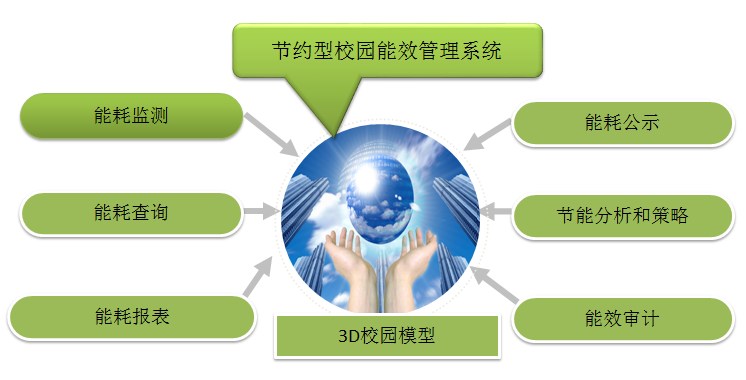 节约型校园能效管理系统
能耗监测
能耗公示
能耗查询
节能分析和策略
能耗报表
能效审计
3D校园模型